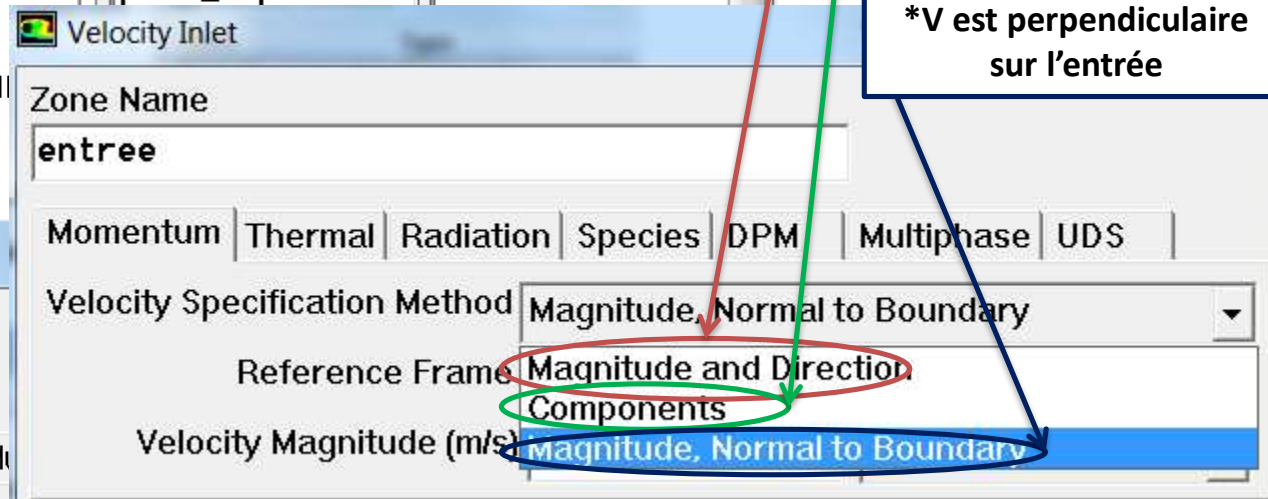 *V est perpendiculaire
sur l'entrée
Velocity Inlet
Zone Name
entree
Momentum Thermal Radiation Species DPM Multiphase UDS
Velocity Specification Method Magnitude, Normal to Boundary
Reference Frame Magnitude and Direction
Components
Velocity Magnitude (m/s) Magnitude, Normal to Boundary